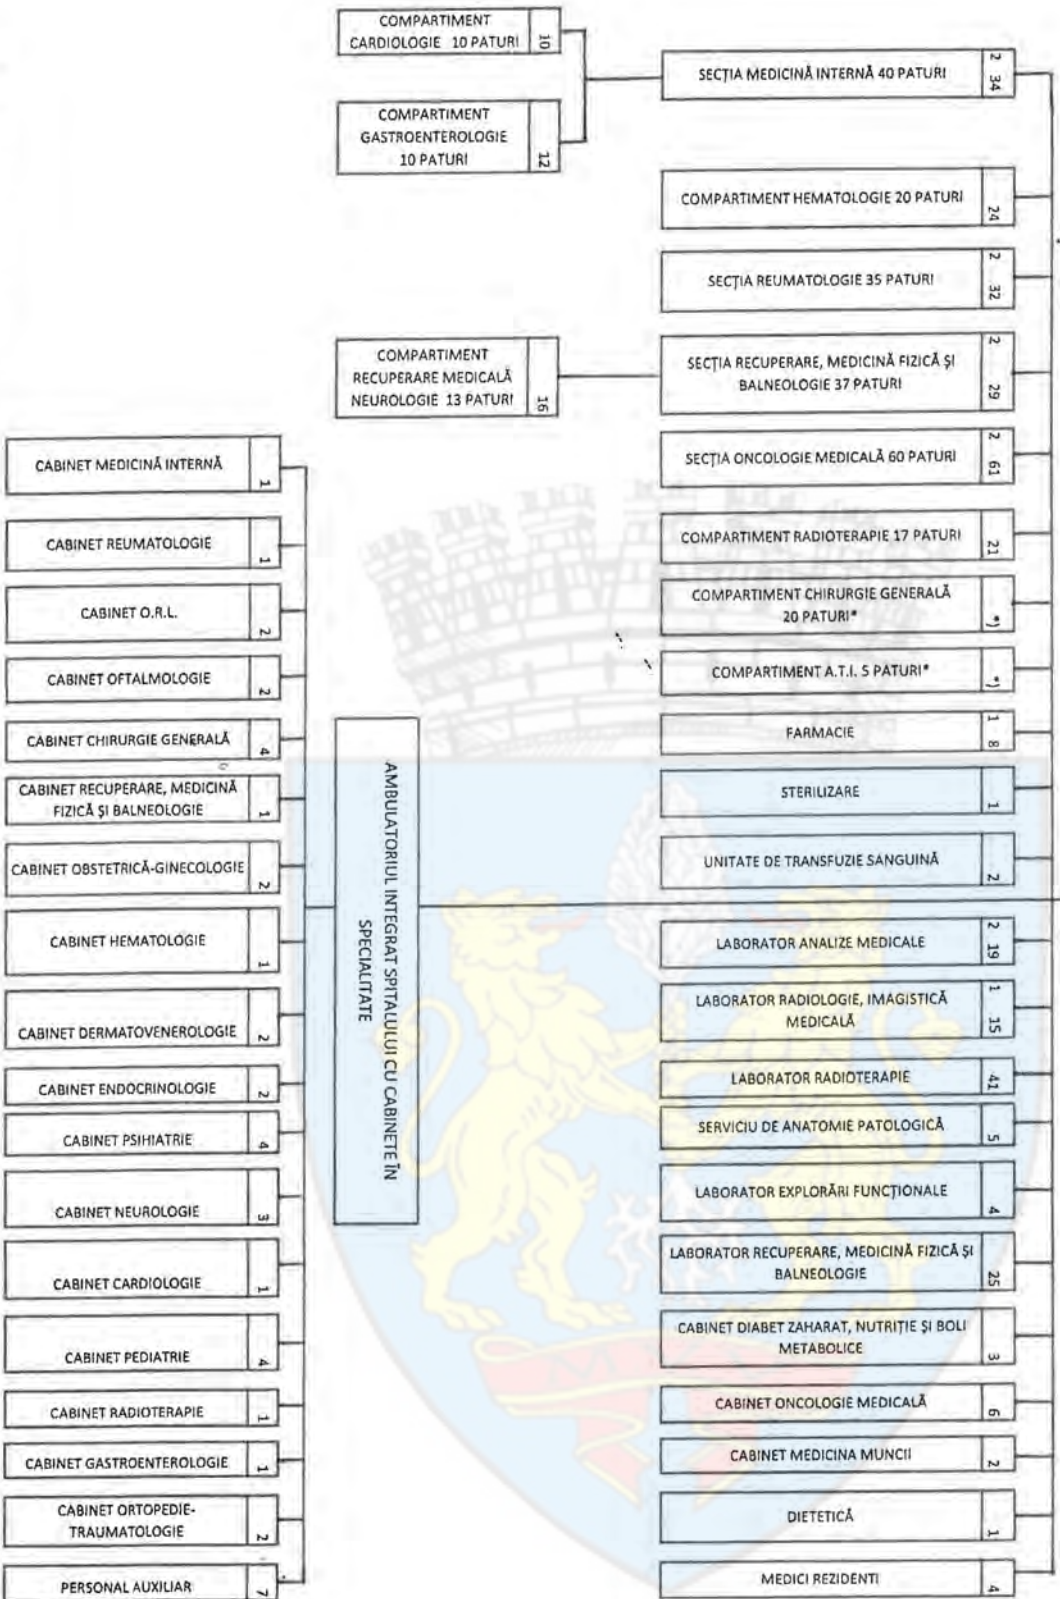 COMPARTIMENT
CARDIOLOGIE 10 PATURI
10
COMPARTIMENT
GASTROENTEROLOGIE
10 PATURI
12
SECȚIA MEDICINĂ INTERNĂ 40 PATURI
2 34
COMPARTIMENT HEMATOLOGIE 20 PATURI
24
SECȚIA REUMATOLOGIE 35 PATURI
2 32
COMPARTIMENT
RECUPERARE MEDICALĂ
NEUROLOGIE 13 PATURI
16
SECȚIA RECUPERARE, MEDICINĂ FIZICĂ ȘI
BALNEOLOGIE 37 PATURI
2 29
SECȚIA ONCOLOGIE MEDICALĂ 60 PATURI
2 61
COMPARTIMENT RADIOTERAPIE 17 PATURI
21
COMPARTIMENT CHIRURGIE GENERALĂ
20 PATURI*
*)
COMPARTIMENT A.T.I. 5 PATURI*
*)
FARMACIE
1 8
STERILIZARE
1
UNITATE DE TRANSFUZIE SANGUINĂ
2
LABORATOR ANALIZE MEDICALE
2 19
LABORATOR RADIOLOGIE, IMAGISTICĂ
MEDICALĂ
1 15
LABORATOR RADIOTERAPIE
41
SERVICIU DE ANATOMIE PATOLOGICĂ
5
LABORATOR EXPLORĂRI FUNCȚIONALE
4
LABORATOR RECUPERARE, MEDICINĂ FIZICĂ ȘI
BALNEOLOGIE
25
CABINET DIABET ZAHARAT, NUTRIȚIE ȘI BOLI
METABOLICE
3
CABINET ONCOLOGIE MEDICALĂ
6
CABINET MEDICINA MUNCII
2
DIETETICĂ
1
MEDICI REZIDENTI
4
AMBULATORIUL INTEGRAT SPITALULUI CU CABINETE ÎN
SPECIALITATE
CABINET MEDICINĂ INTERNĂ
1
CABINET REUMATOLOGIE
1
CABINET O.R.L.
2
CABINET OFTALMOLOGIE
2
CABINET CHIRURGIE GENERALĂ
4
CABINET RECUPERARE, MEDICINĂ
FIZICĂ ȘI BALNEOLOGIE
1
CABINET OBSTETRICĂ-GINECOLOGIE
2
CABINET HEMATOLOGIE
1
CABINET DERMATOVENEROLOGIE
2
CABINET ENDOCRINOLOGIE
2
CABINET PSIHIATRIE
4
CABINET NEUROLOGIE
3
CABINET CARDIOLOGIE
1
CABINET PEDIATRIE
4
CABINET RADIOTERAPIE
1
CABINET GASTROENTEROLOGIE
1
CABINET ORTOPEDIE-
TRAUMATOLOGIE
2
PERSONAL AUXILIAR
7